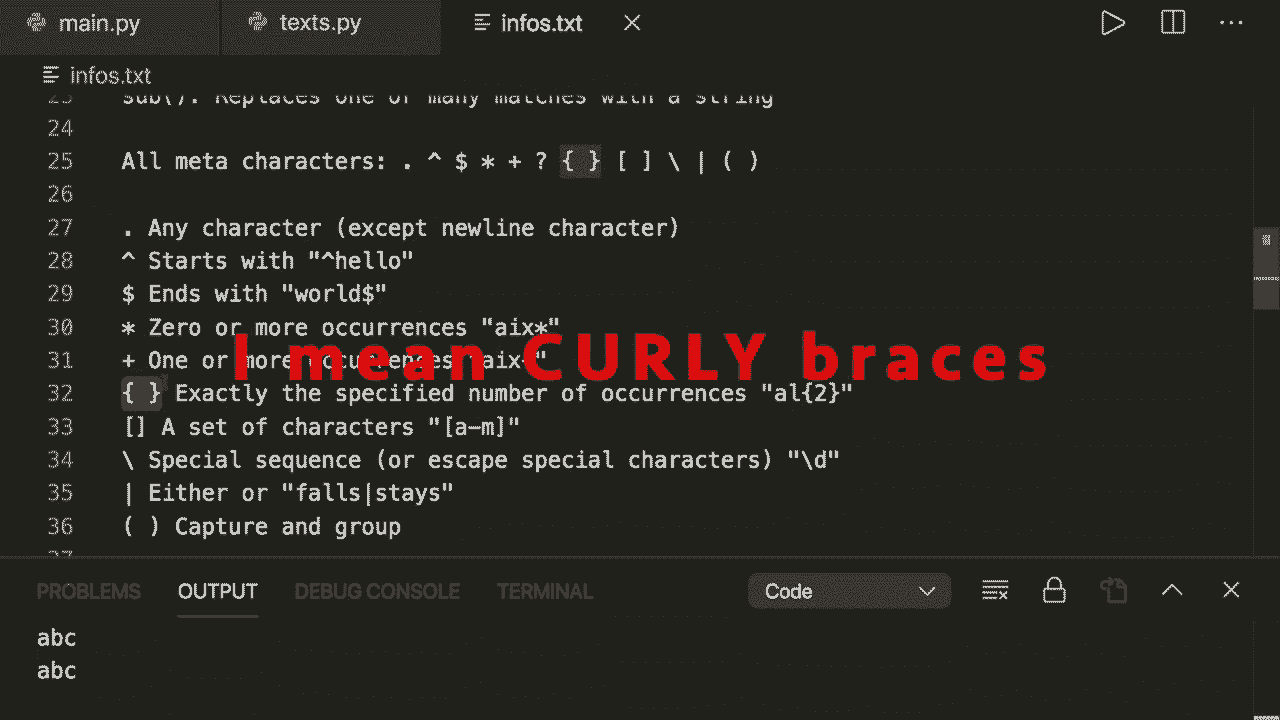 main.py texts.py infos.txt
infos.txt
23 sub(): Replaces one or many matches with a string
24
25 All meta characters: . ^ $ * + ? { } [ ] \ | ( )
26
27 . Any character (except newline character)
28 ^ Starts with "^hello"
29 $ Ends with "world$"
30 * Zero or more occurrences "aix*"
I mean CURLY braces
31 + One or more occurrences "aix+"
32 { } Exactly the specified number of occurrences "al{2}"
33 [] A set of characters "[a-m]"
34 \ Special sequence (or escape special characters) "\d"
35 | Either or "falls|stays"
36 ( ) Capture and group
37
PROBLEMS OUTPUT DEBUG CONSOLE TERMINAL Code
abc
abc